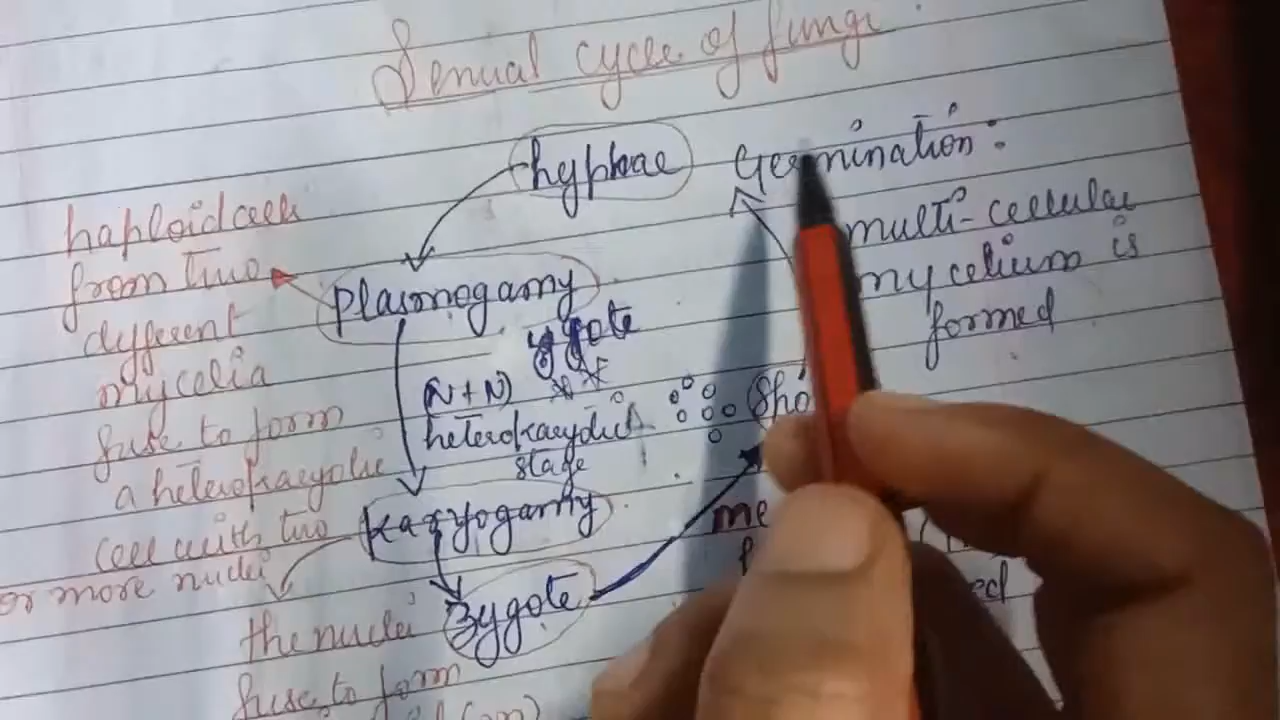 Sexual cycle of fungi
hyphae
Germination:
multi-cellular
mycelium is
formed
haploid cells
from two
different
mycelia
fuse to form
a heterokaryotic
cell with two
or more nuclei
Plasmogamy
zygote
(N+N)
heterokaryotic
stage
karyogamy
zygote
the nuclei
fuse to form